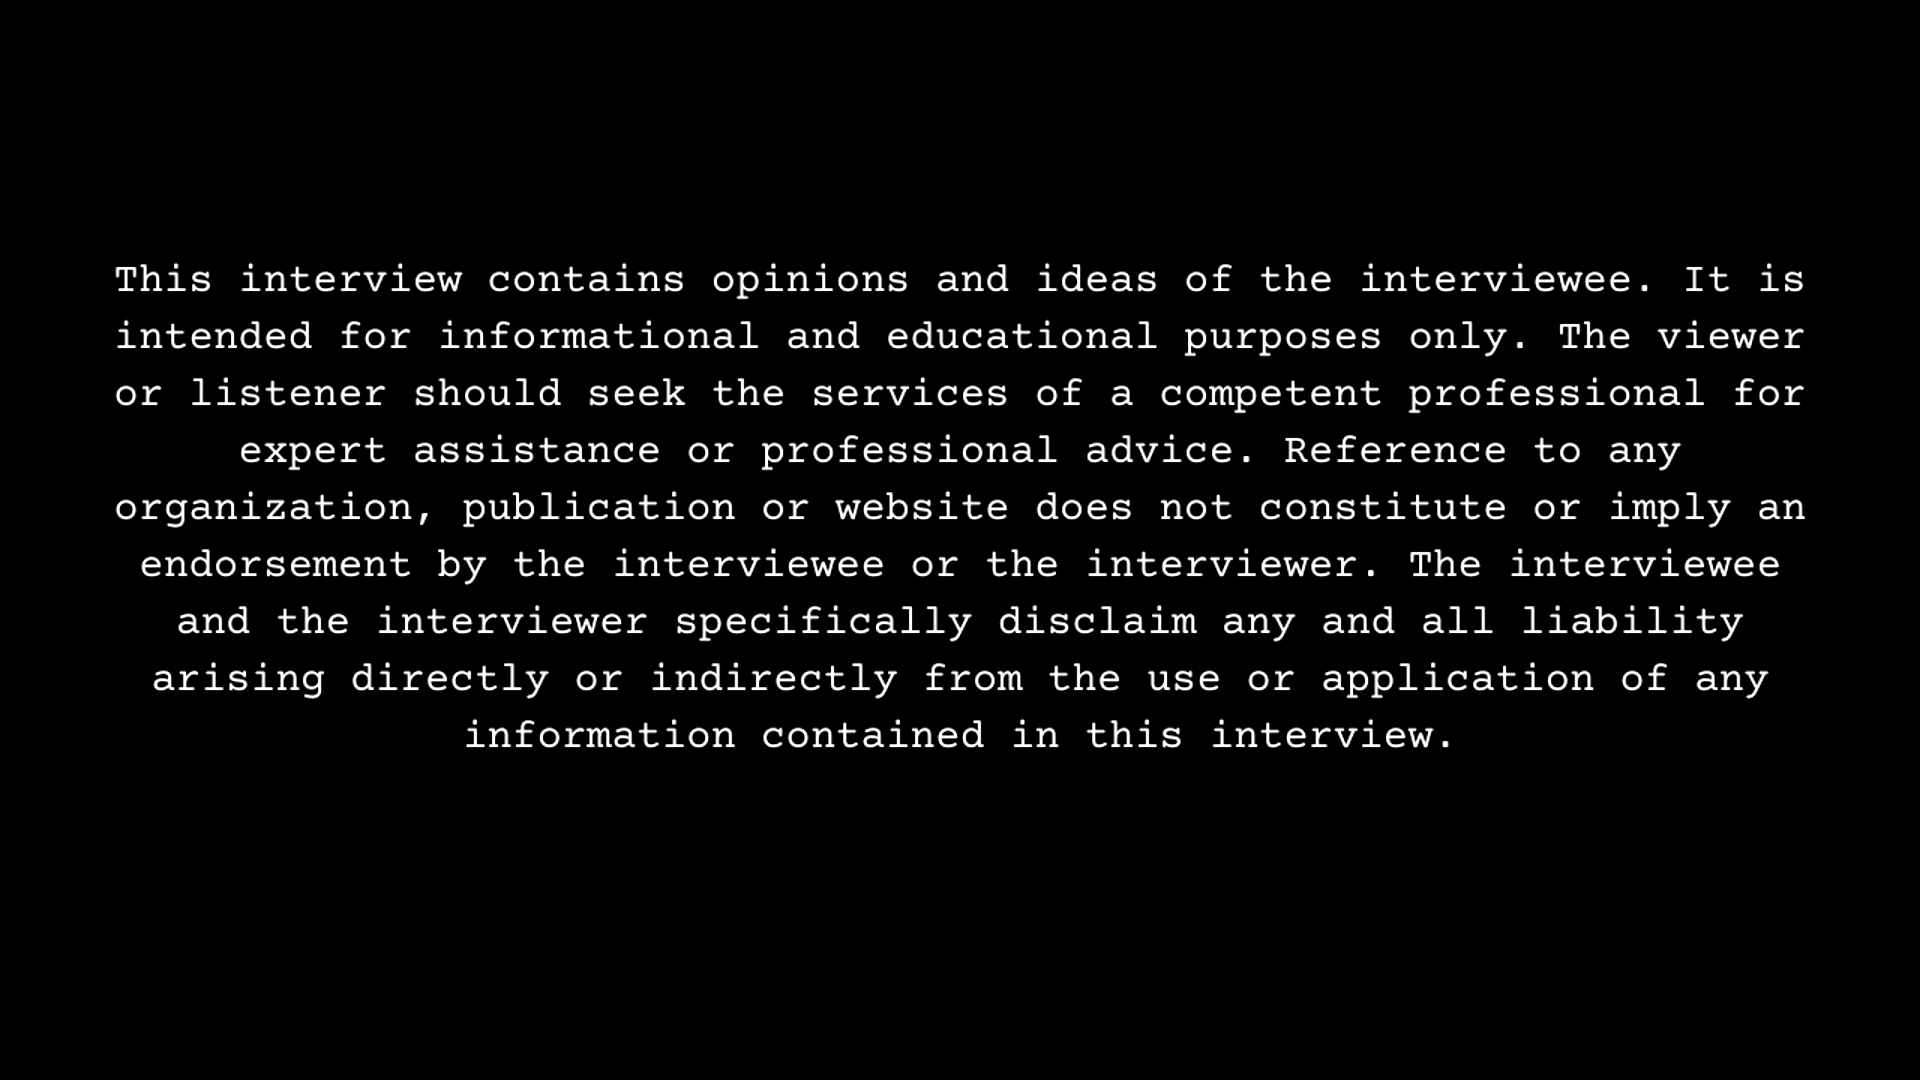 This interview contains opinions and ideas of the interviewee. It is
intended for informational and educational purposes only. The viewer
or listener should seek the services of a competent professional for
expert assistance or professional advice. Reference to any
organization, publication or website does not constitute or imply an
endorsement by the interviewee or the interviewer. The interviewee
and the interviewer specifically disclaim any and all liability
arising directly or indirectly from the use or application of any
information contained in this interview.